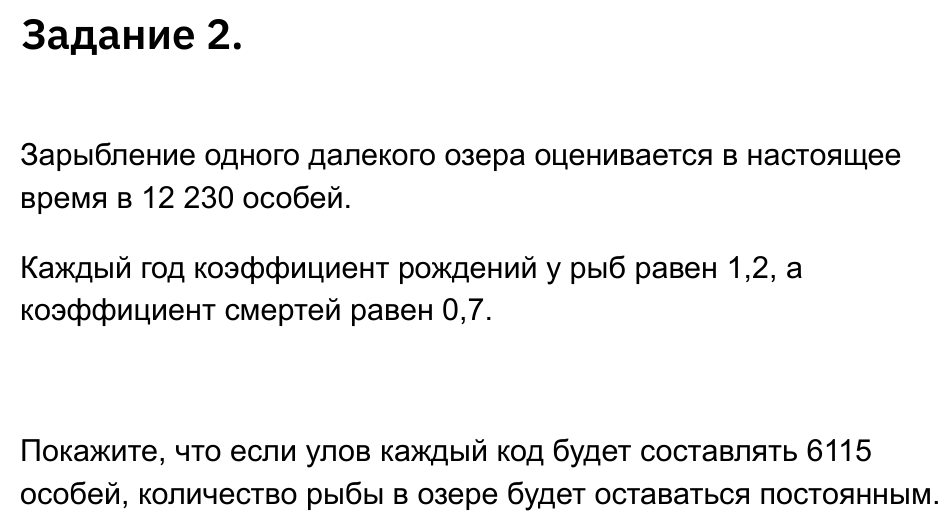 Задание 2.
Зарыбление одного далекого озера оценивается в настоящее
время в 12 230 особей.
Каждый год коэффициент рождений у рыб равен 1,2, а
коэффициент смертей равен 0,7.
Покажите, что если улов каждый код будет составлять 6115
особей, количество рыбы в озере будет оставаться постоянным.